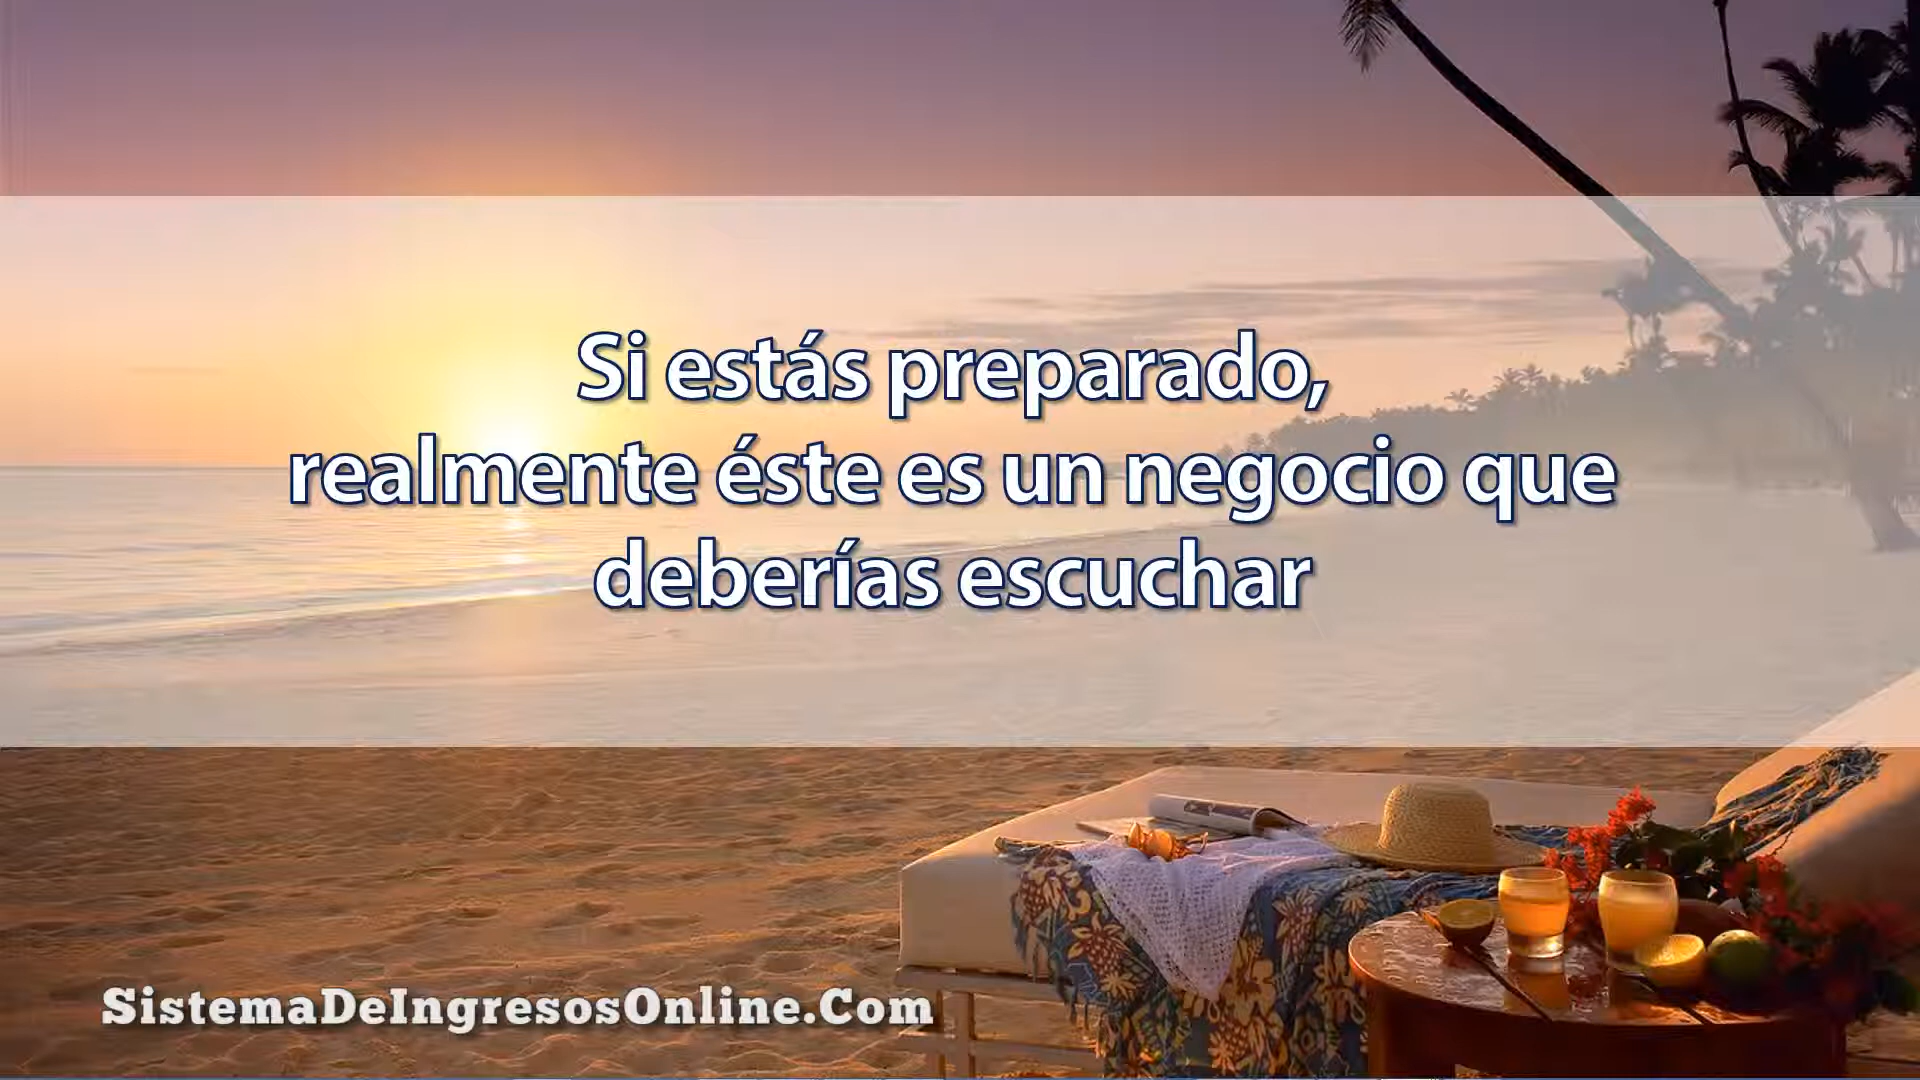 Si estás preparado,
realmente éste es un negocio que
deberías escuchar
SistemaDeIngresosOnline.Com